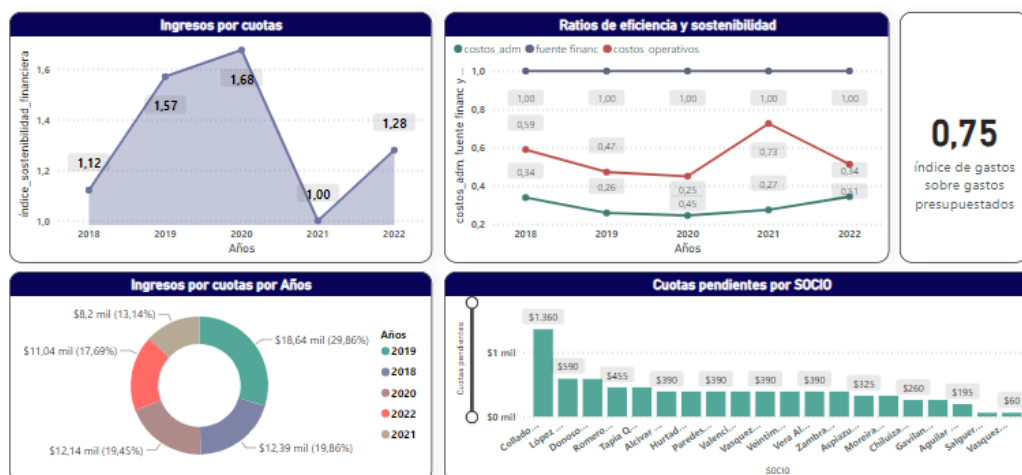 Ingresos por cuotas
índice_sostenibilidad_financiera
1,6
1,4
1,2
1,0
1,12
1,57
1,68
1,00
1,28
2018
2019
2020
2021
2022
Años
Ratios de eficiencia y sostenibilidad
costos_adm
fuente financ
costos_operativos
costos_adm, fuente financ y ...
1,0
0,8
0,6
0,4
0,2
1,00
1,00
1,00
1,00
1,00
0,59
0,47
0,45
0,73
0,51
0,34
0,26
0,25
0,27
0,34
2018
2019
2020
2021
2022
Años
0,75
índice de gastos
sobre gastos
presupuestados
Ingresos por cuotas por Años
$8,2 mil (13,14%)
$11,04 mil (17,69%)
$12,14 mil (19,45%)
$18,64 mil (29,86%)
$12,39 mil (19,86%)
Años
2019
2018
2020
2022
2021
Cuotas pendientes por SOCIO
Cuotas pendientes
$1 mil
$0 mil
$1.360
$590
$455
$390
$390
$390
$390
$325
$260
$195
$60
Collado...
López ...
Donoso...
Romero...
Tapia Q...
Alcivar ...
Hurtad...
Paredes...
Valenci...
Vasquez...
Veintim...
Vera Al...
Zambra...
Auspiazu...
Moreira...
Chiluiza...
Gavilan...
Aguilar ...
Salguer...
Vasquez...
SOCIO